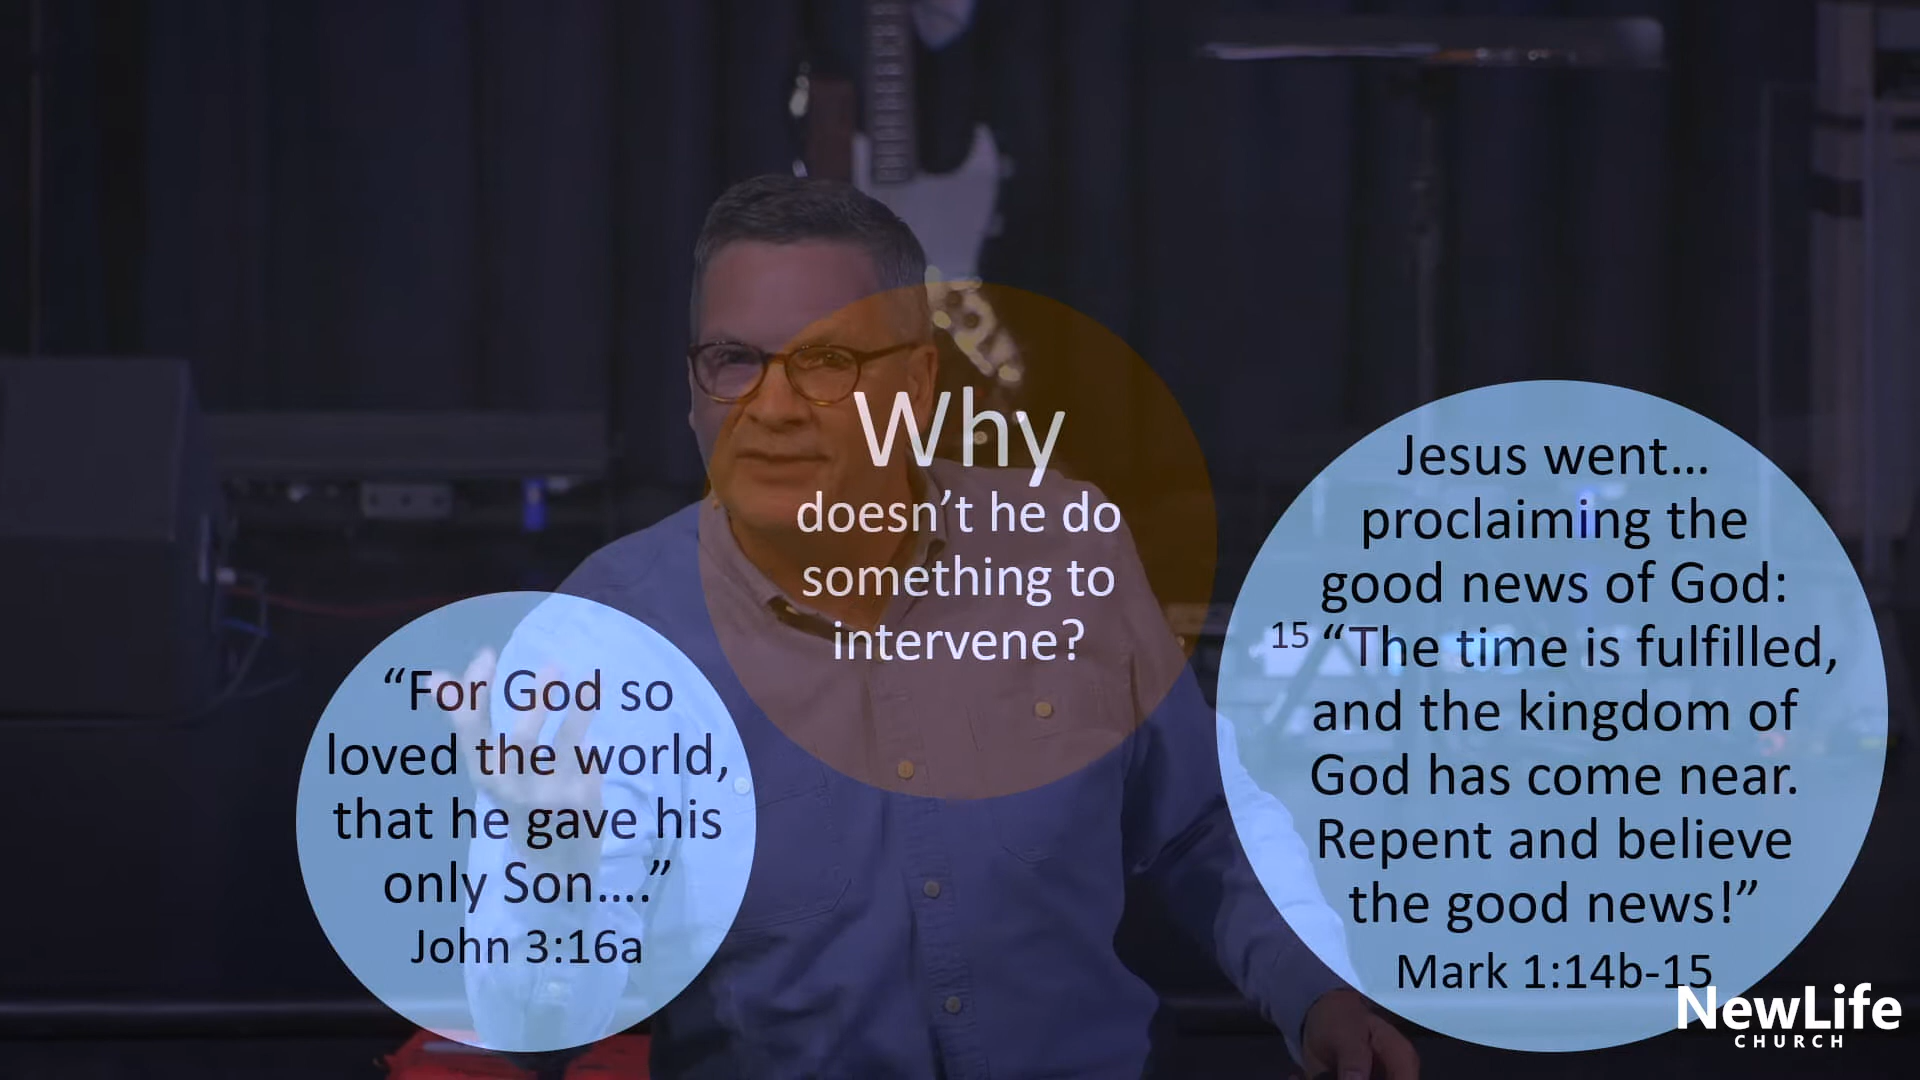 Why
doesn’t he do
something to
intervene?
“For God so
loved the world,
that he gave his
only Son….”
John 3:16a
Jesus went…
proclaiming the
good news of God:
15 “The time is fulfilled,
and the kingdom of
God has come near.
Repent and believe
the good news!”
Mark 1:14b-15
NewLife
CHURCH